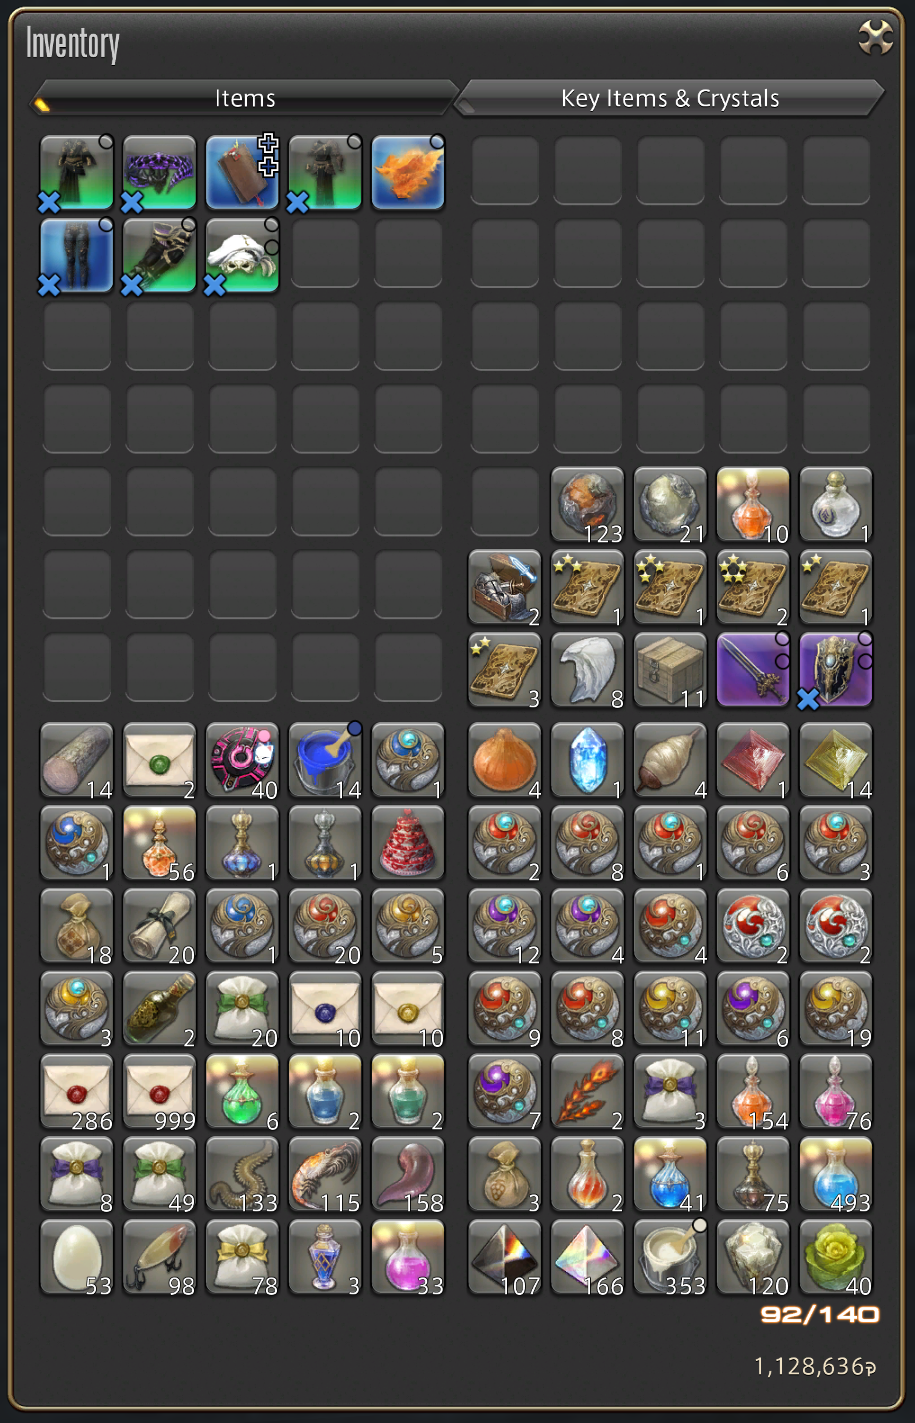 Inventory
Items
Key Items & Crystals
123 21 10 1
2 1 1 2 1
3 8 11
14 2 40 14 1 4 1 4 1 14
1 56 1 1 2 8 1 6 3
18 20 1 20 5 12 4 4 2 2
3 2 20 10 10 9 8 11 6 19
286 999 6 2 2 7 2 3 154 76
8 49 133 115 158 3 2 41 75 493
53 98 78 3 33 107 166 353 120 40
92/140
1,128,636